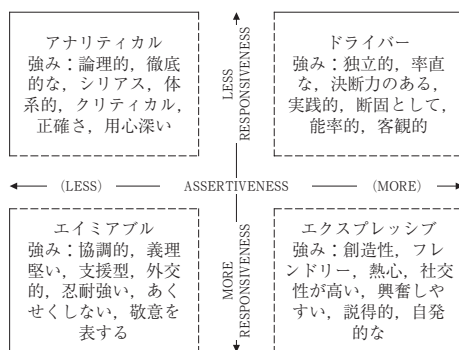 アナリティカル
強み：論理的，徹底
的な，シリアス，体
系的，クリティカル，
正確さ，用心深い
LESS
RESPONSIVENESS
ドライバー
強み：独立的，率直
な，決断力のある，
実践的，断固として，
能率的，客観的
(LESS)
ASSERTIVENESS
(MORE)
エイミアブル
強み：協調的，義理
堅い，支援型，外交
的，忍耐強い，あく
せくしない，敬意を
表する
MORE
RESPONSIVENESS
エクスプレッシブ
強み：創造性，フレ
ンドリー，熱心，社交
性が高い，興奮しや
すい，説得的，自発
的な